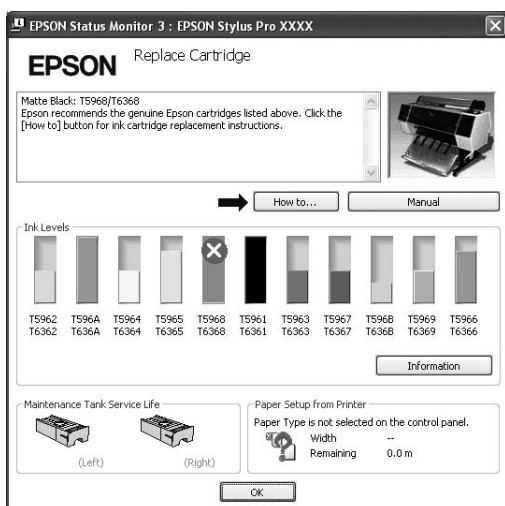 EPSON Status Monitor 3 : EPSON Stylus Pro XXXX
EPSON
Replace Cartridge
Matte Black: T5968/T6368
Epson recommends the genuine Epson cartridges listed above. Click the
[How to] button for ink cartridge replacement instructions.
How to...
Manual
Ink Levels
T5962 T596A T5964 T5965 T5968 T5961 T5963 T5967 T596B T5969 T5966
T6362 T636A T6364 T6365 T6368 T6361 T6363 T6367 T636B T6369 T6366
Information
Maintenance Tank Service Life
(Left) (Right)
Paper Setup from Printer
Paper Type is not selected on the control panel.
Width --
Remaining 0.0 m
OK